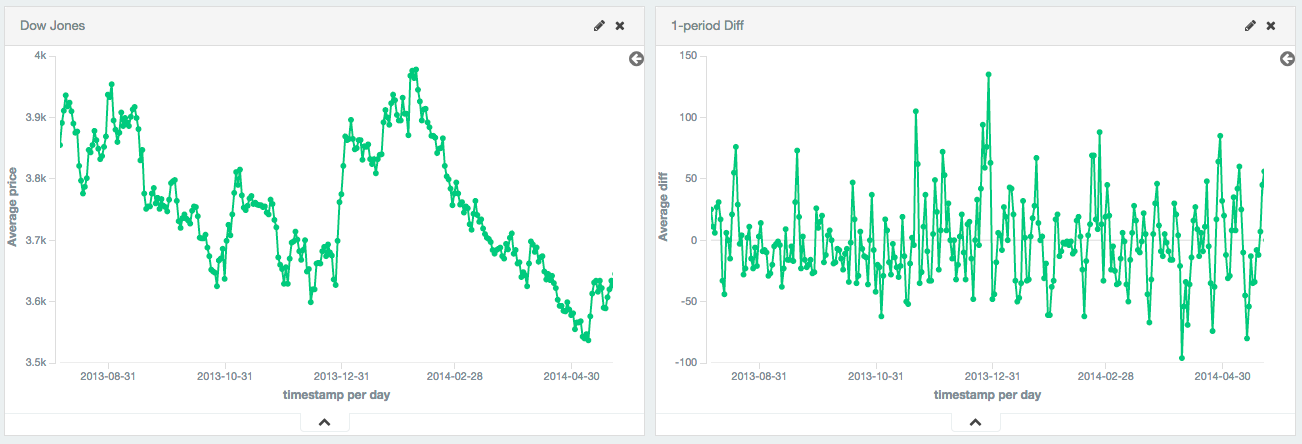 Dow Jones
4k
3.9k
3.8k
3.7k
3.6k
3.5k
Average price
2013-08-31
2013-10-31
2013-12-31
2014-02-28
2014-04-30
timestamp per day
1-period Diff
150
100
50
0
-50
-100
Average diff
2013-08-31
2013-10-31
2013-12-31
2014-02-28
2014-04-30
timestamp per day